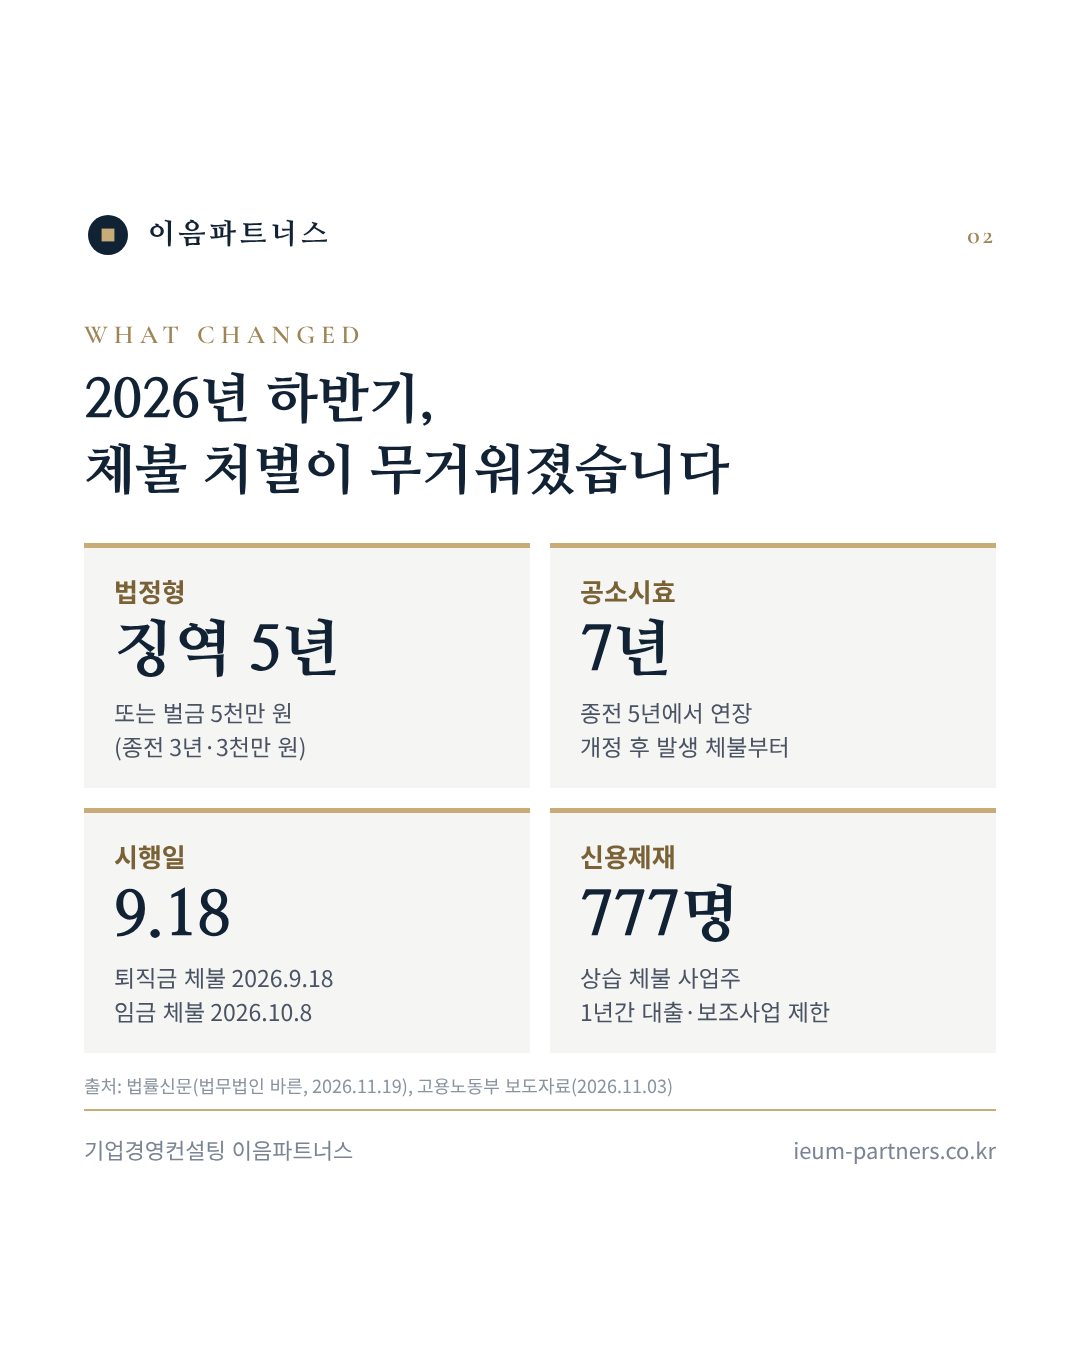 이음파트너스
02
WHAT CHANGED
2026년 하반기,
체불 처벌이 무거워졌습니다
법정형
징역 5년
또는 벌금 5천만 원
(종전 3년·3천만 원)
공소시효
7년
종전 5년에서 연장
개정 후 발생 체불부터
시행일
9.18
퇴직금 체불 2026.9.18
임금 체불 2026.10.8
신용제재
777명
상습 체불 사업주
1년간 대출·보조사업 제한
출처: 법률신문(법무법인 바른, 2026.11.19), 고용노동부 보도자료(2026.11.03)
기업경영컨설팅 이음파트너스
ieum-partners.co.kr